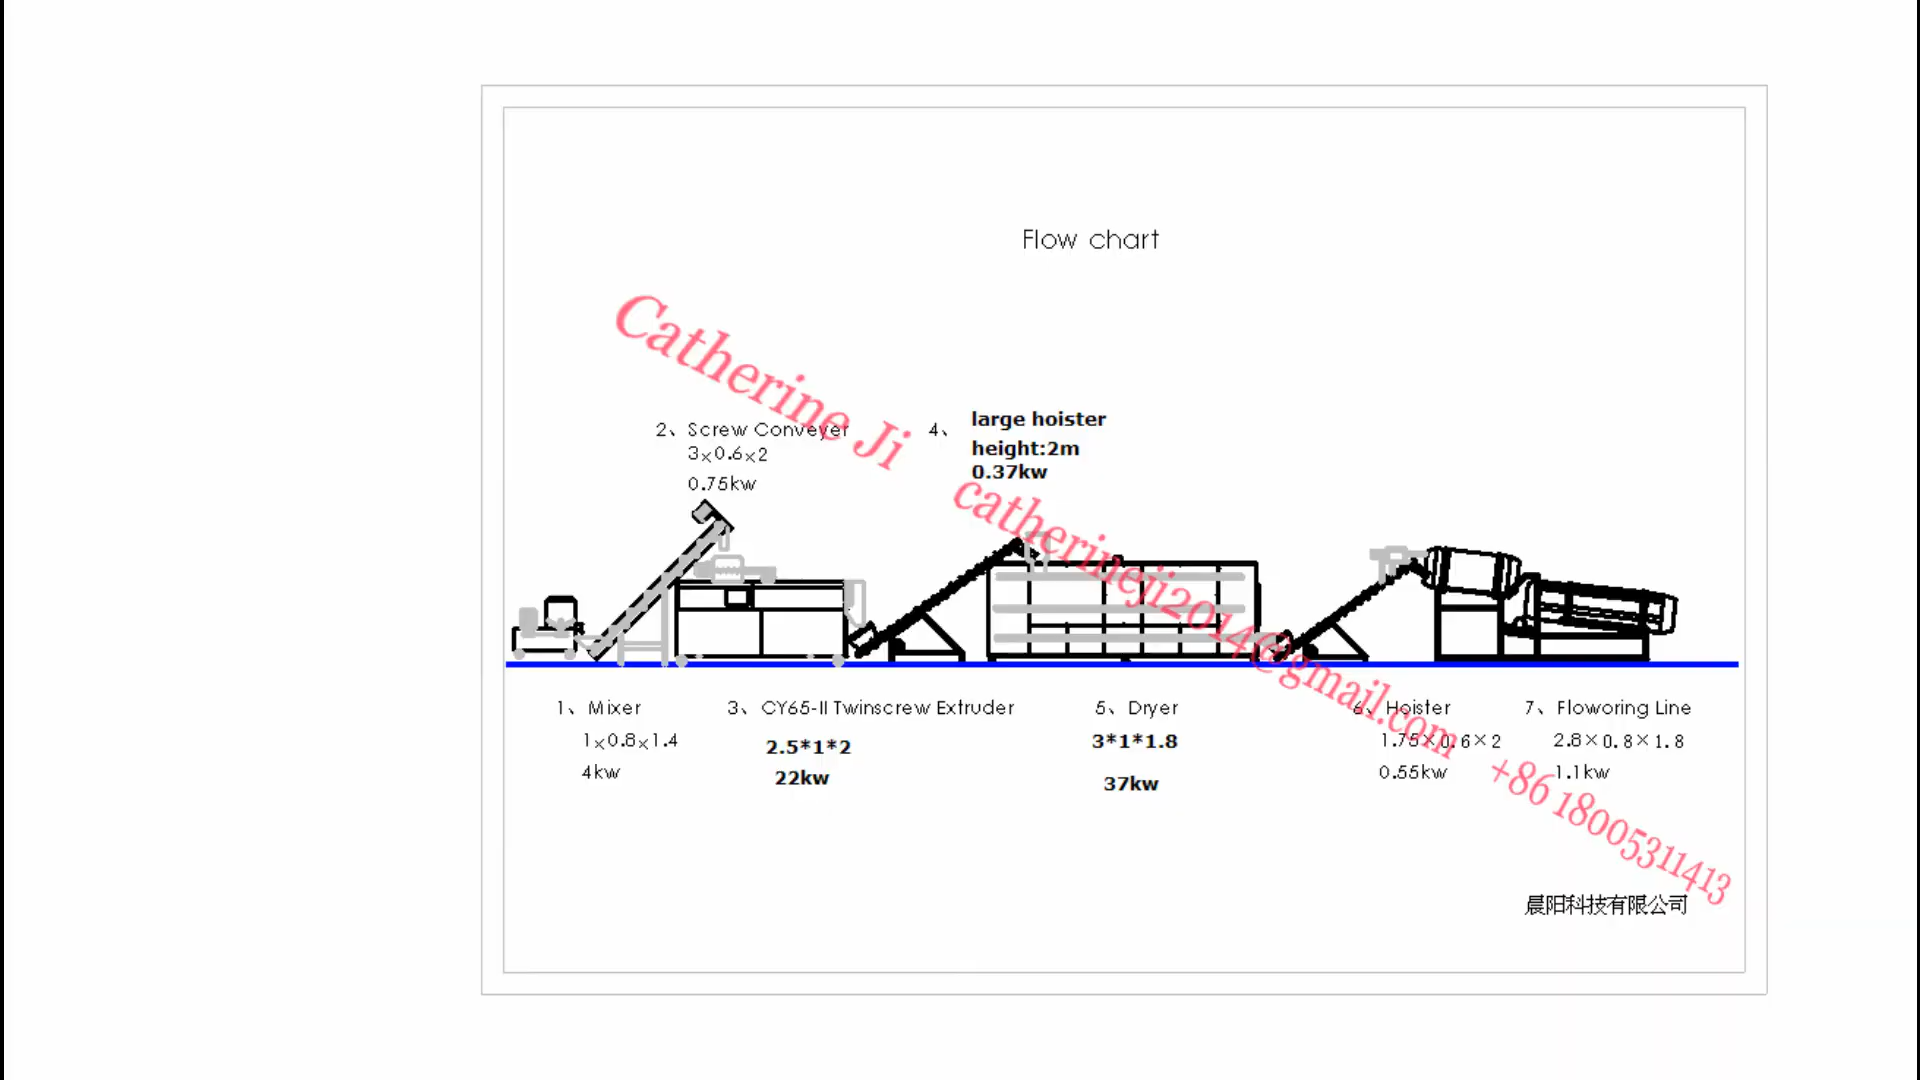 Flow chart
Catherine Ji
catherineji2014@gmail.com
+86 18005311413
2、Screw Conveyer
3×0.6×2
0.75kw
4、 large hoister
height:2m
0.37kw
1、Mixer
1×0.8×1.4
4kw
3、CY65-II Twinscrew Extruder
2.5*1*2
22kw
5、Dryer
3*1*1.8
37kw
6、Hoister
1.75×0.6×2
0.55kw
7、Floworing Line
2.8×0.8×1.8
1.1kw
晨阳科技有限公司